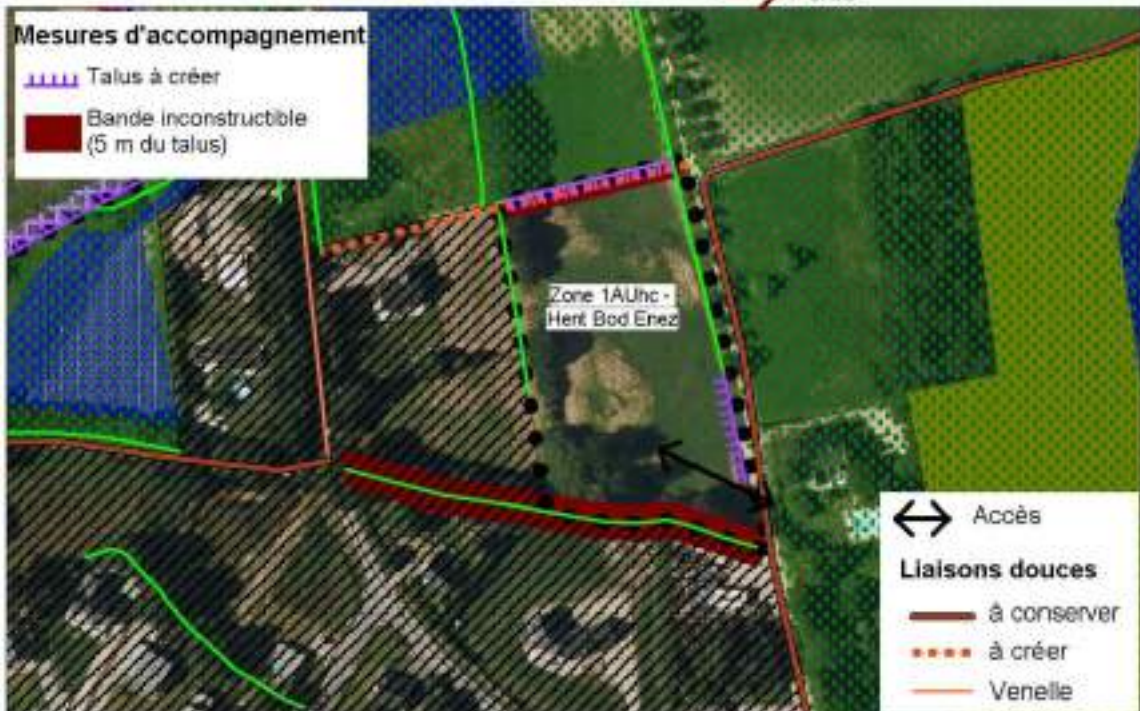 Mesures d'accompagnement
Talus à créer
Bande inconstructible
(5 m du talus)
Zone 1AUhc -
Hent Bod Enez
Accès
Liaisons douces
à conserver
à créer
Venelle